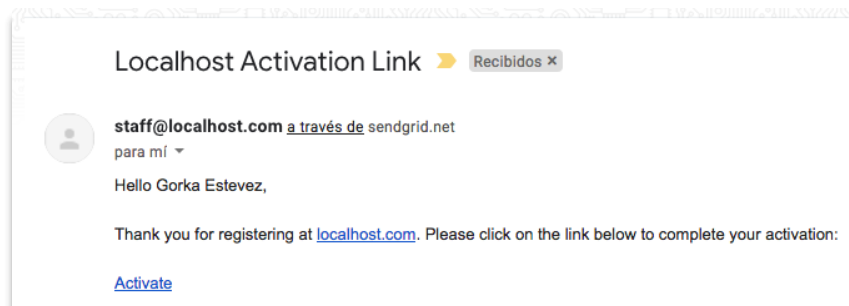 Localhost Activation Link Recibidos ×
staff@localhost.com a través de sendgrid.net
para mí
Hello Gorka Estevez,
Thank you for registering at localhost.com. Please click on the link below to complete your activation:
Activate